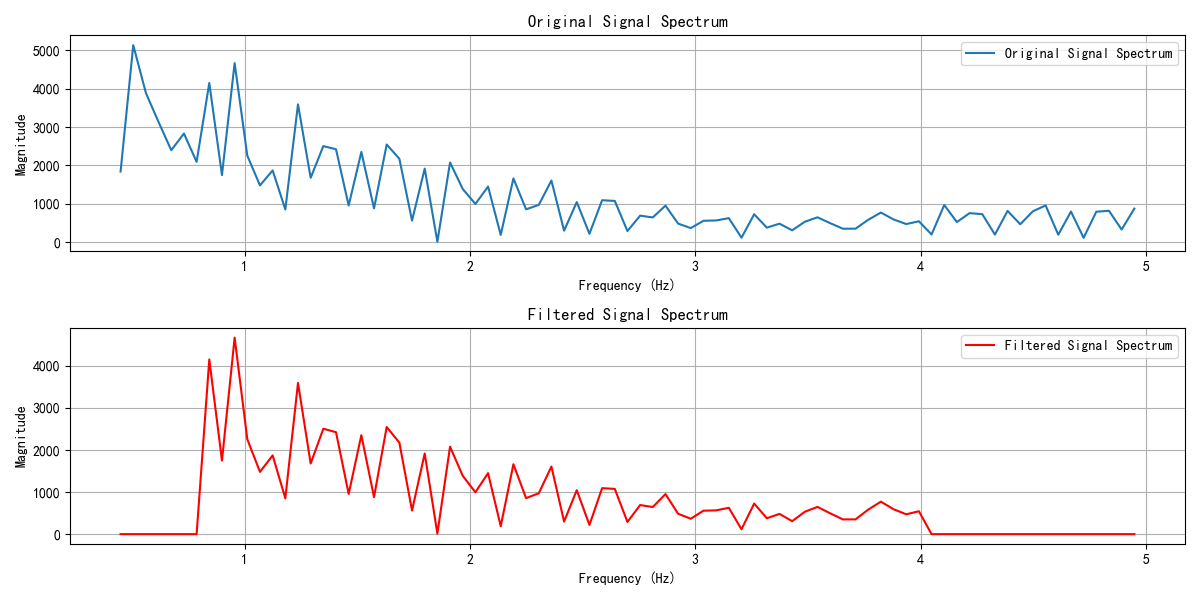 Original Signal Spectrum
5000
4000
3000
2000
1000
0
Magnitude
Original Signal Spectrum
1 2 3 4 5
Frequency (Hz)
Filtered Signal Spectrum
4000
3000
2000
1000
0
Magnitude
Filtered Signal Spectrum
1 2 3 4 5
Frequency (Hz)